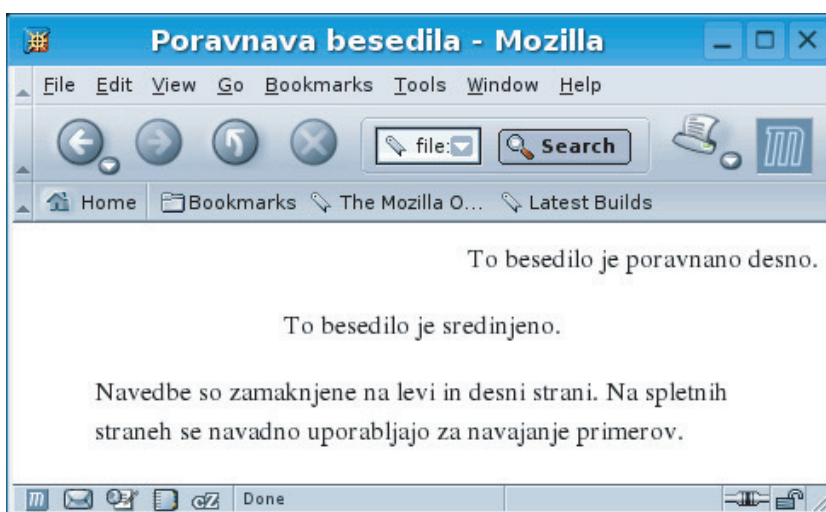 Poravnava besedila - Mozilla
File Edit View Go Bookmarks Tools Window Help
file: Search
Home Bookmarks The Mozilla O... Latest Builds
To besedilo je poravnano desno.
To besedilo je sredinjeno.
Navedbe so zamaknjene na levi in desni strani. Na spletnih
straneh se navadno uporabljajo za navajanje primerov.
Done